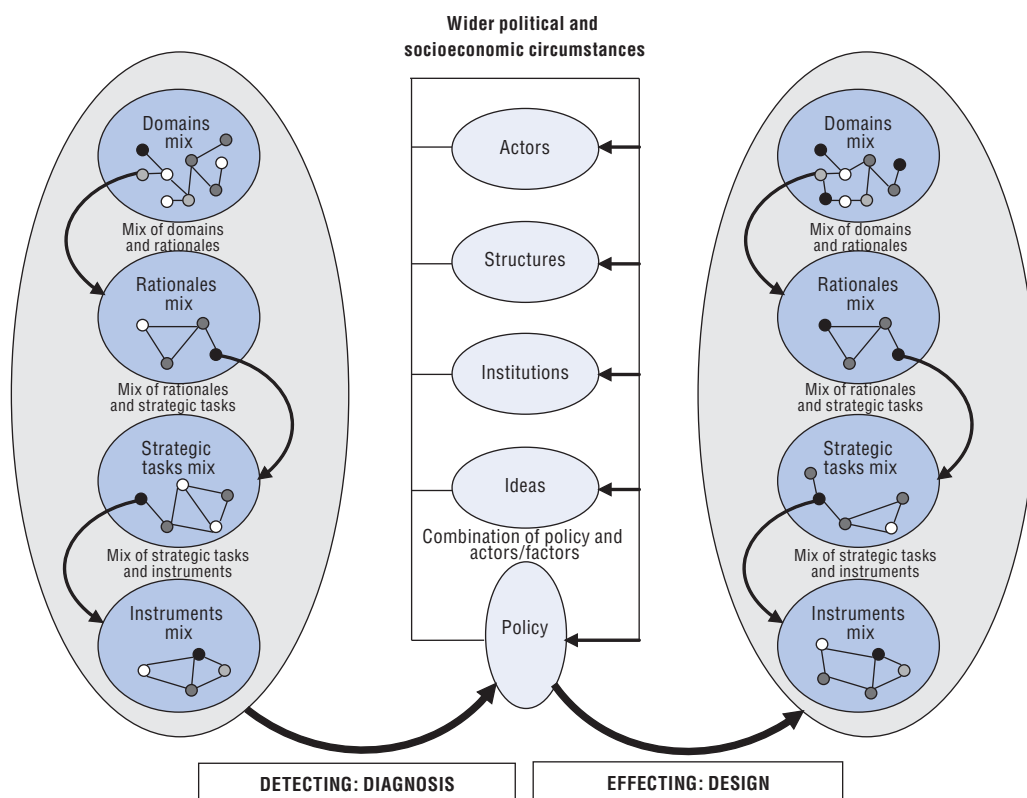 Wider political and
socioeconomic circumstances
Domains
mix
Mix of domains
and rationales
Rationales
mix
Mix of rationales
and strategic tasks
Strategic
tasks mix
Mix of strategic tasks
and instruments
Instruments
mix
Actors
Structures
Institutions
Ideas
Combination of policy and
actors/factors
Policy
Domains
mix
Mix of domains
and rationales
Rationales
mix
Mix of rationales
and strategic tasks
Strategic
tasks mix
Mix of strategic tasks
and instruments
Instruments
mix
DETECTING: DIAGNOSIS
EFFECTING: DESIGN